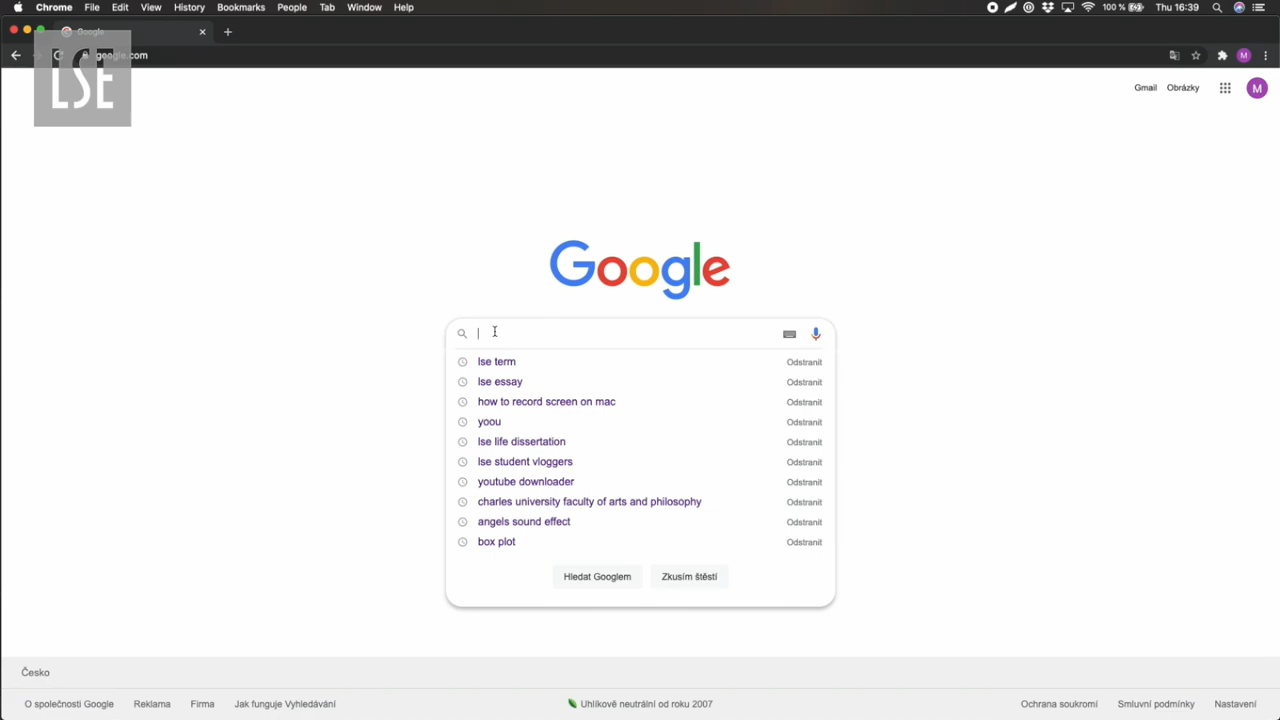 Chrome File Edit View History Bookmarks People Tab Window Help 100 % Thu 16:39
Google
google.com M
LSE
Gmail Obrázky M
Google
lse term Odstranit
lse essay Odstranit
how to record screen on mac Odstranit
yoou Odstranit
lse life dissertation Odstranit
lse student vloggers Odstranit
youtube downloader Odstranit
charles university faculty of arts and philosophy Odstranit
angels sound effect Odstranit
box plot Odstranit
Hledat Googlem Zkusím štěstí
Česko
O společnosti Google Reklama Firma Jak funguje Vyhledávání Uhlíkově neutrální od roku 2007 Ochrana soukromí Smluvní podmínky Nastavení